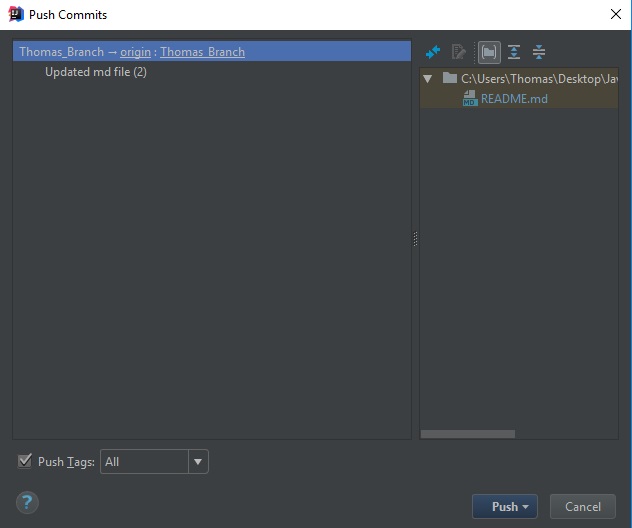 Push Commits
Thomas_Branch → origin : Thomas_Branch
Updated md file (2)
C:\Users\Thomas\Desktop\Jav
MD README.md
Push Tags: All
?
Push
Cancel